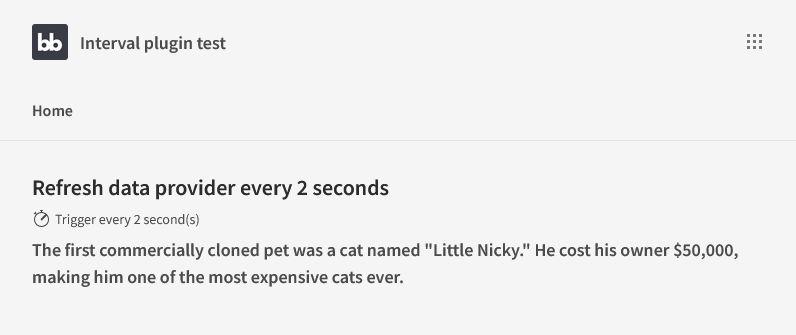 bb Interval plugin test
Home
Refresh data provider every 2 seconds
Trigger every 2 second(s)
The first commercially cloned pet was a cat named "Little Nicky." He cost his owner $50,000,
making him one of the most expensive cats ever.